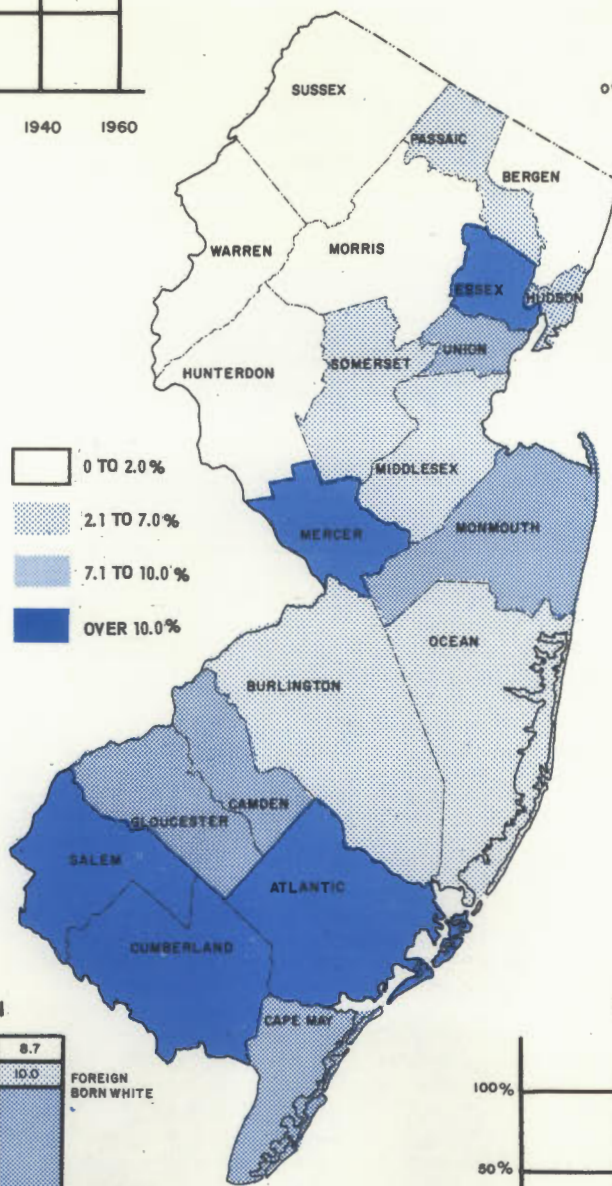 1940 1960
SUSSEX
PASSAIC
BERGEN
WARREN
MORRIS
ESSEX
HUDSON
UNION
SOMERSET
HUNTERDON
MIDDLESEX
0 TO 2.0%
2.1 TO 7.0%
7.1 TO 10.0%
OVER 10.0%
MERCER
MONMOUTH
OCEAN
BURLINGTON
CAMDEN
GLOUCESTER
SALEM
ATLANTIC
CUMBERLAND
CAPE MAY
8.7
10.0
FOREIGN
BORN WHITE
100%
50%